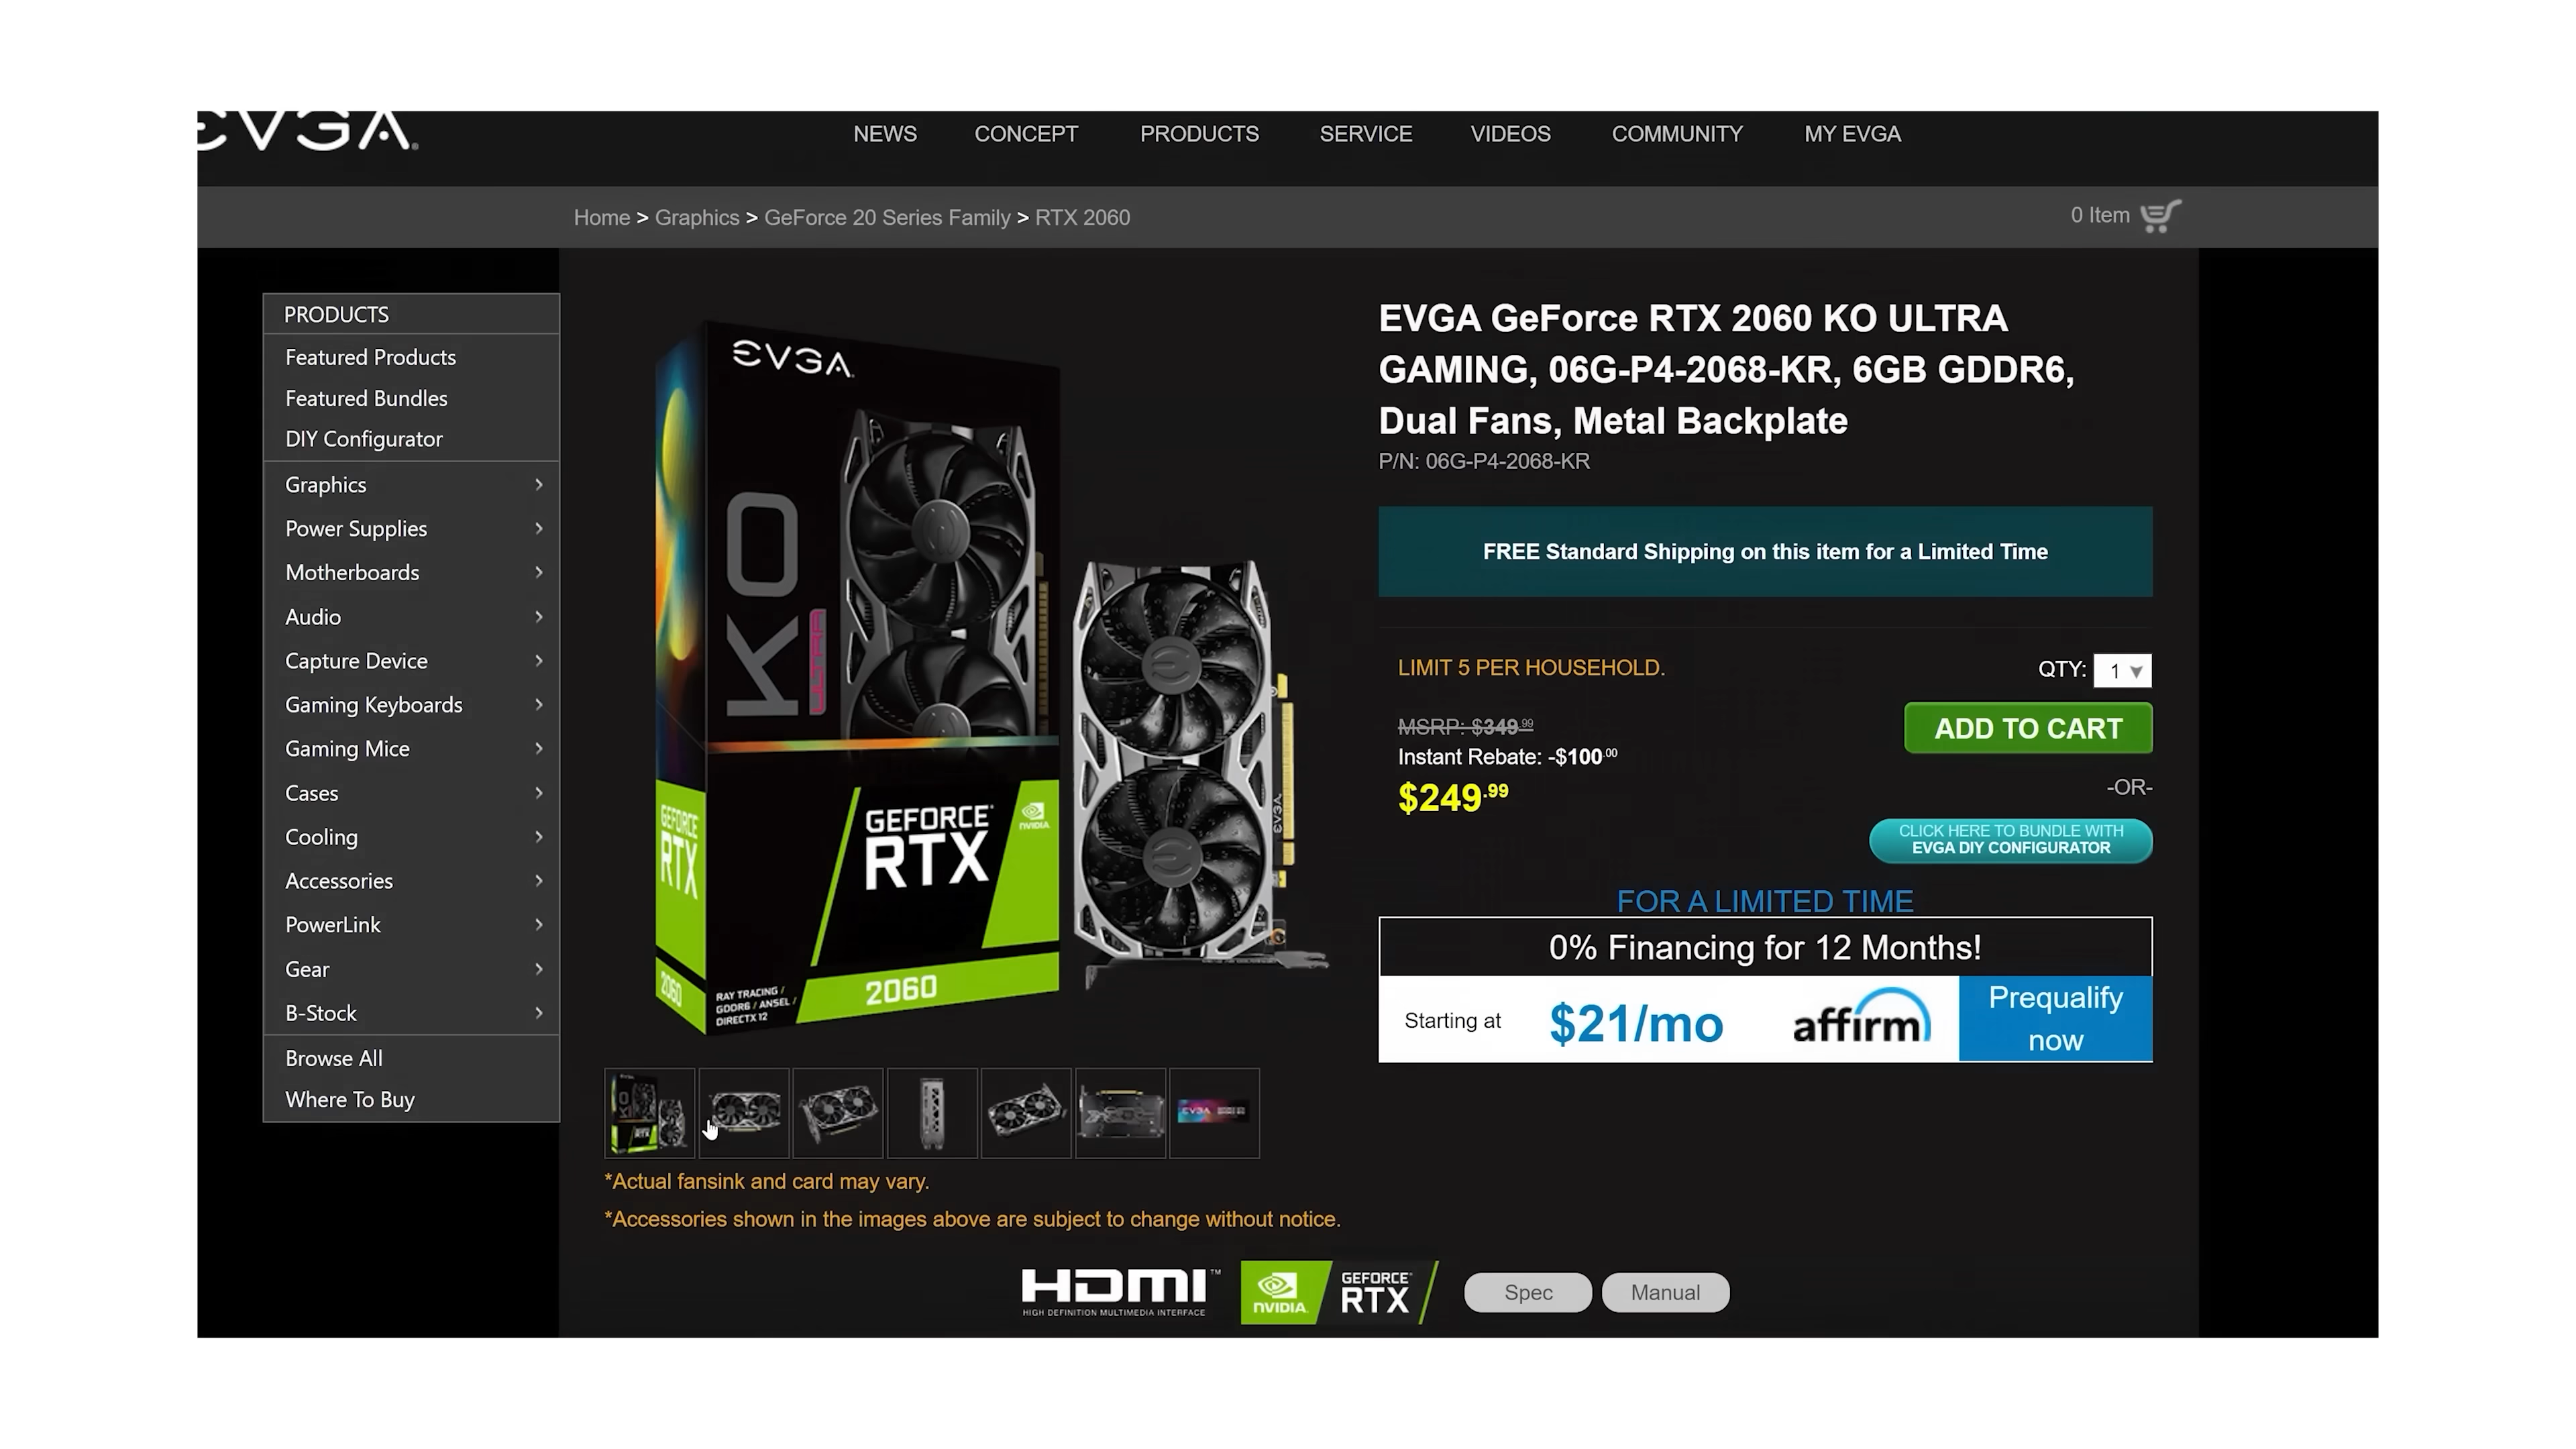 EVGA
NEWS CONCEPT PRODUCTS SERVICE VIDEOS COMMUNITY MY EVGA
Home > Graphics > GeForce 20 Series Family > RTX 2060
0 Item
PRODUCTS
Featured Products
Featured Bundles
DIY Configurator
Graphics
Power Supplies
Motherboards
Audio
Capture Device
Gaming Keyboards
Gaming Mice
Cases
Cooling
Accessories
PowerLink
Gear
B-Stock
Browse All
Where To Buy
EVGA
KO
ULTRA
GEFORCE
RTX
2060
GEFORCE
RTX
NVIDIA
2060
RAY TRACING /
GDDR6 / ANSEL /
DIRECTX 12
EVGA
EVGA GeForce RTX 2060 KO ULTRA
GAMING, 06G-P4-2068-KR, 6GB GDDR6,
Dual Fans, Metal Backplate
P/N: 06G-P4-2068-KR
FREE Standard Shipping on this item for a Limited Time
LIMIT 5 PER HOUSEHOLD.
QTY: 1
MSRP: $349.99
Instant Rebate: -$100.00
$249.99
ADD TO CART
-OR-
CLICK HERE TO BUNDLE WITH
EVGA DIY CONFIGURATOR
FOR A LIMITED TIME
0% Financing for 12 Months!
Starting at $21/mo affirm
Prequalify
now
*Actual fansink and card may vary.
*Accessories shown in the images above are subject to change without notice.
HDMI™
HIGH DEFINITION MULTIMEDIA INTERFACE
NVIDIA.
GEFORCE
RTX
Spec
Manual